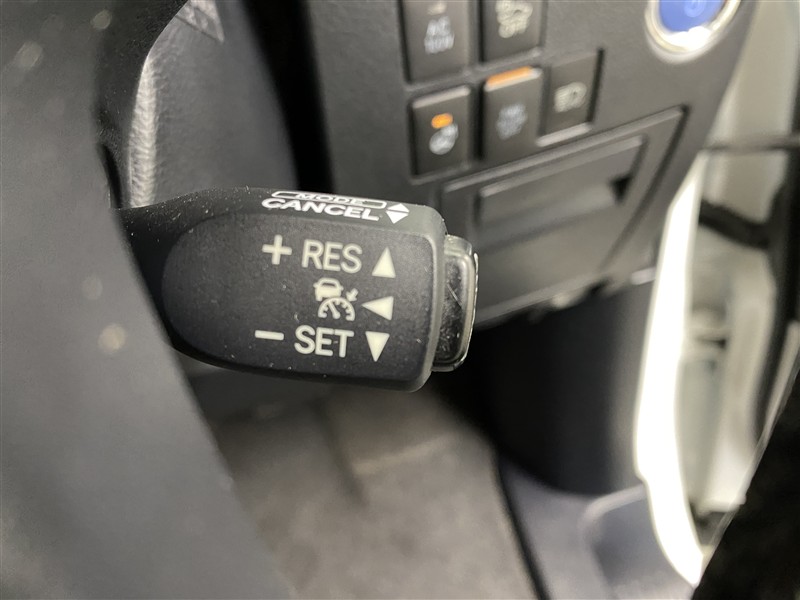 MODE
CANCEL
+ RES
- SET